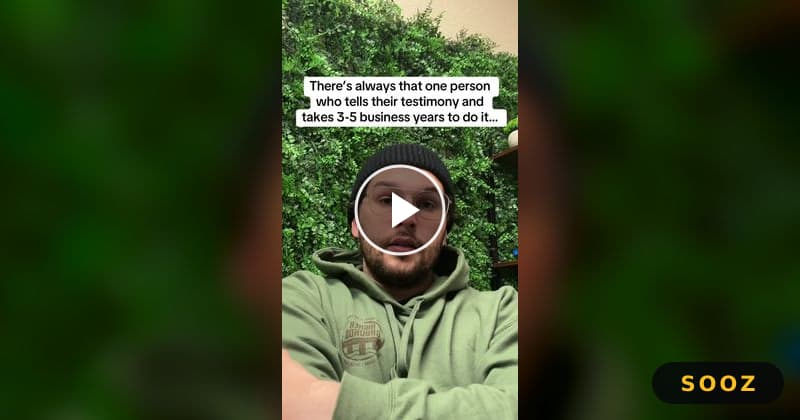 There's always that one person
who tells their testimony and
takes 3-5 business years to do it...
SOOZ